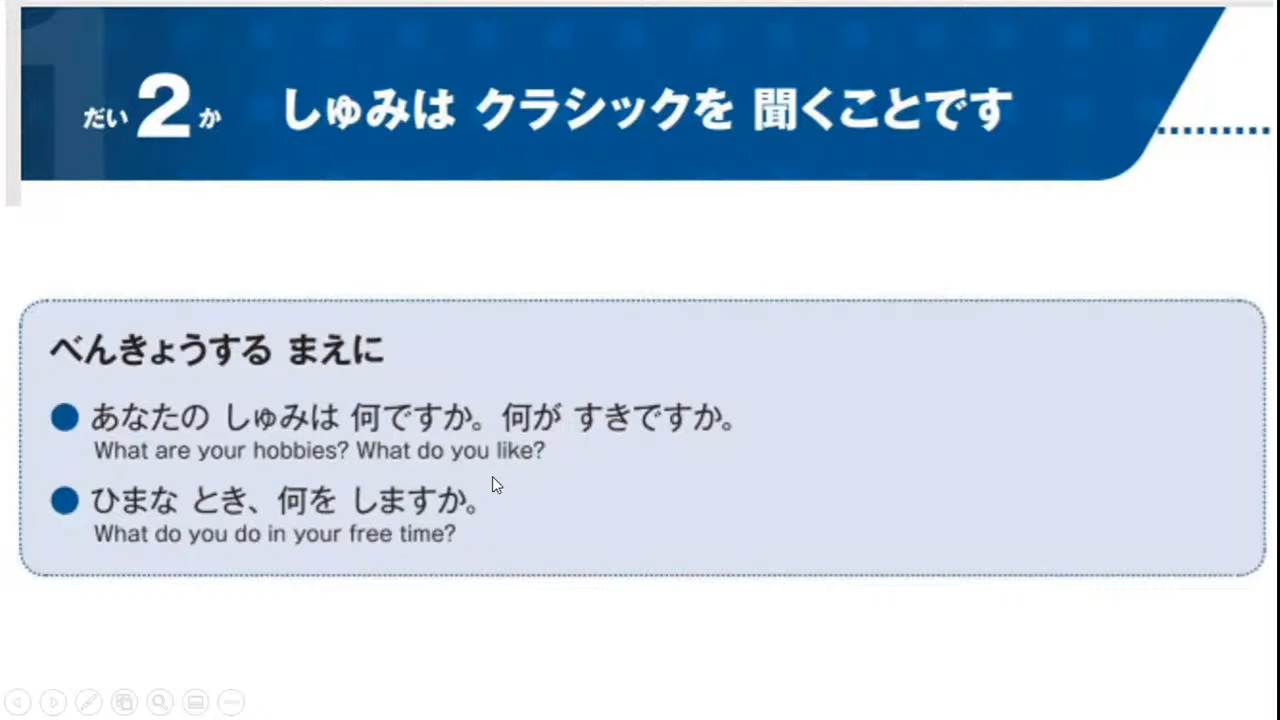 だい2か しゅみは クラシックを 聞くことです
べんきょうする まえに
あなたの しゅみは 何ですか。何が すきですか。
What are your hobbies? What do you like?
ひまな とき、何を しますか。
What do you do in your free time?